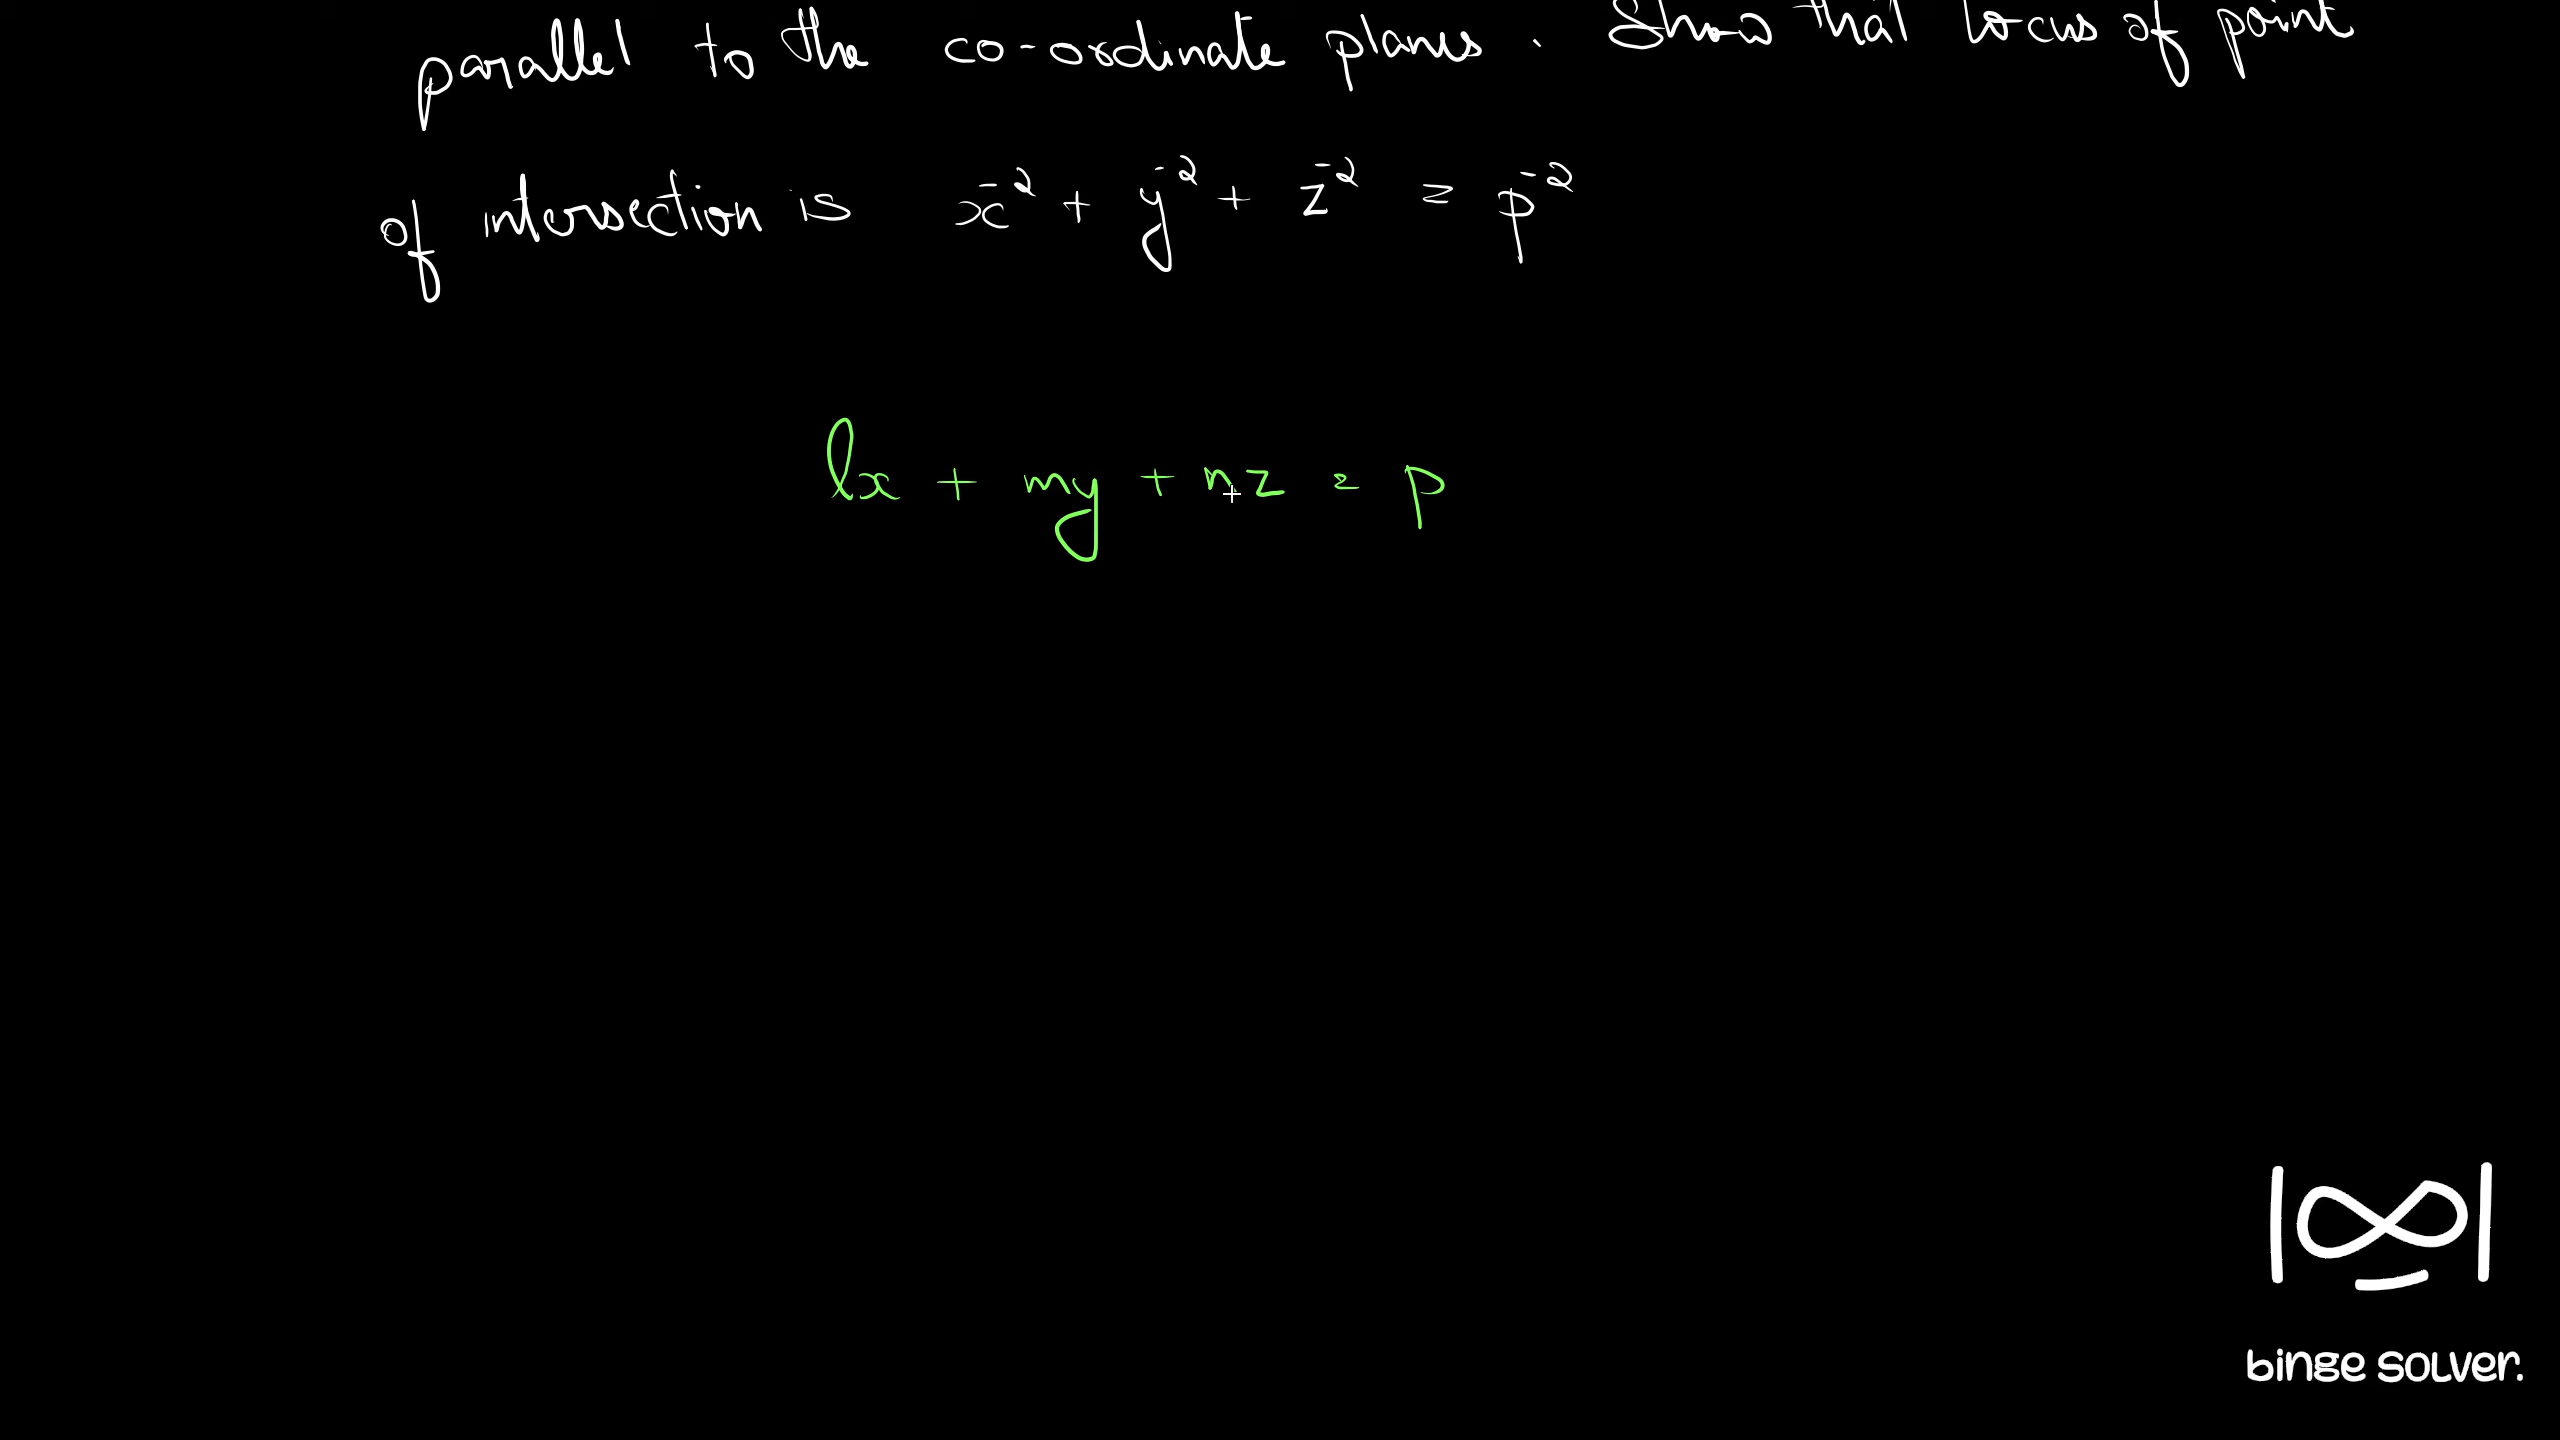 parallel to the co-ordinate planes. Show that locus of point
of intersection is x⁻² + y⁻² + z⁻² = p⁻²
lx + my + nz = p
binge solver.